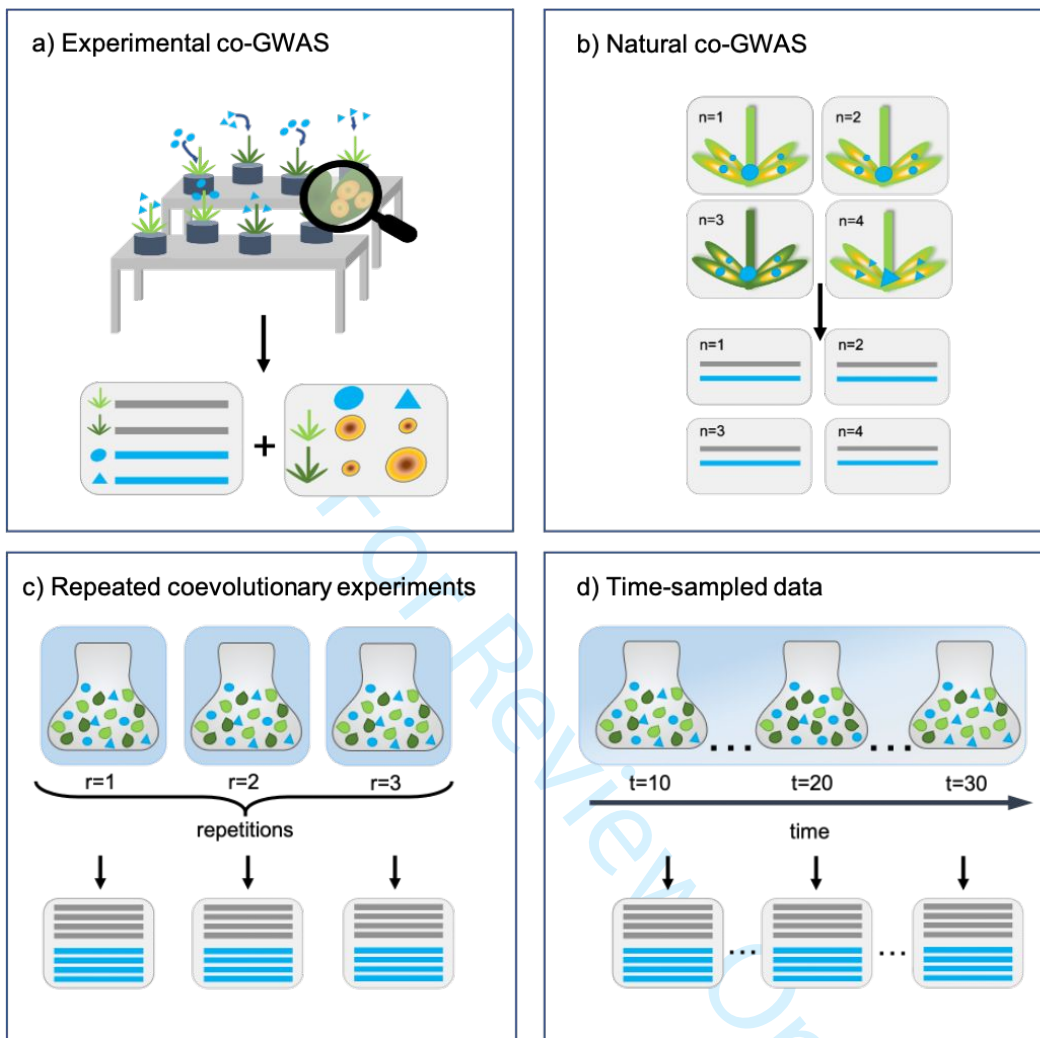 a) Experimental co-GWAS
+
b) Natural co-GWAS
n=1
n=2
n=3
n=4
n=1
n=2
n=3
n=4
c) Repeated coevolutionary experiments
r=1
r=2
r=3
repetitions
d) Time-sampled data
...
...
t=10
t=20
t=30
time
...
...
For Review On